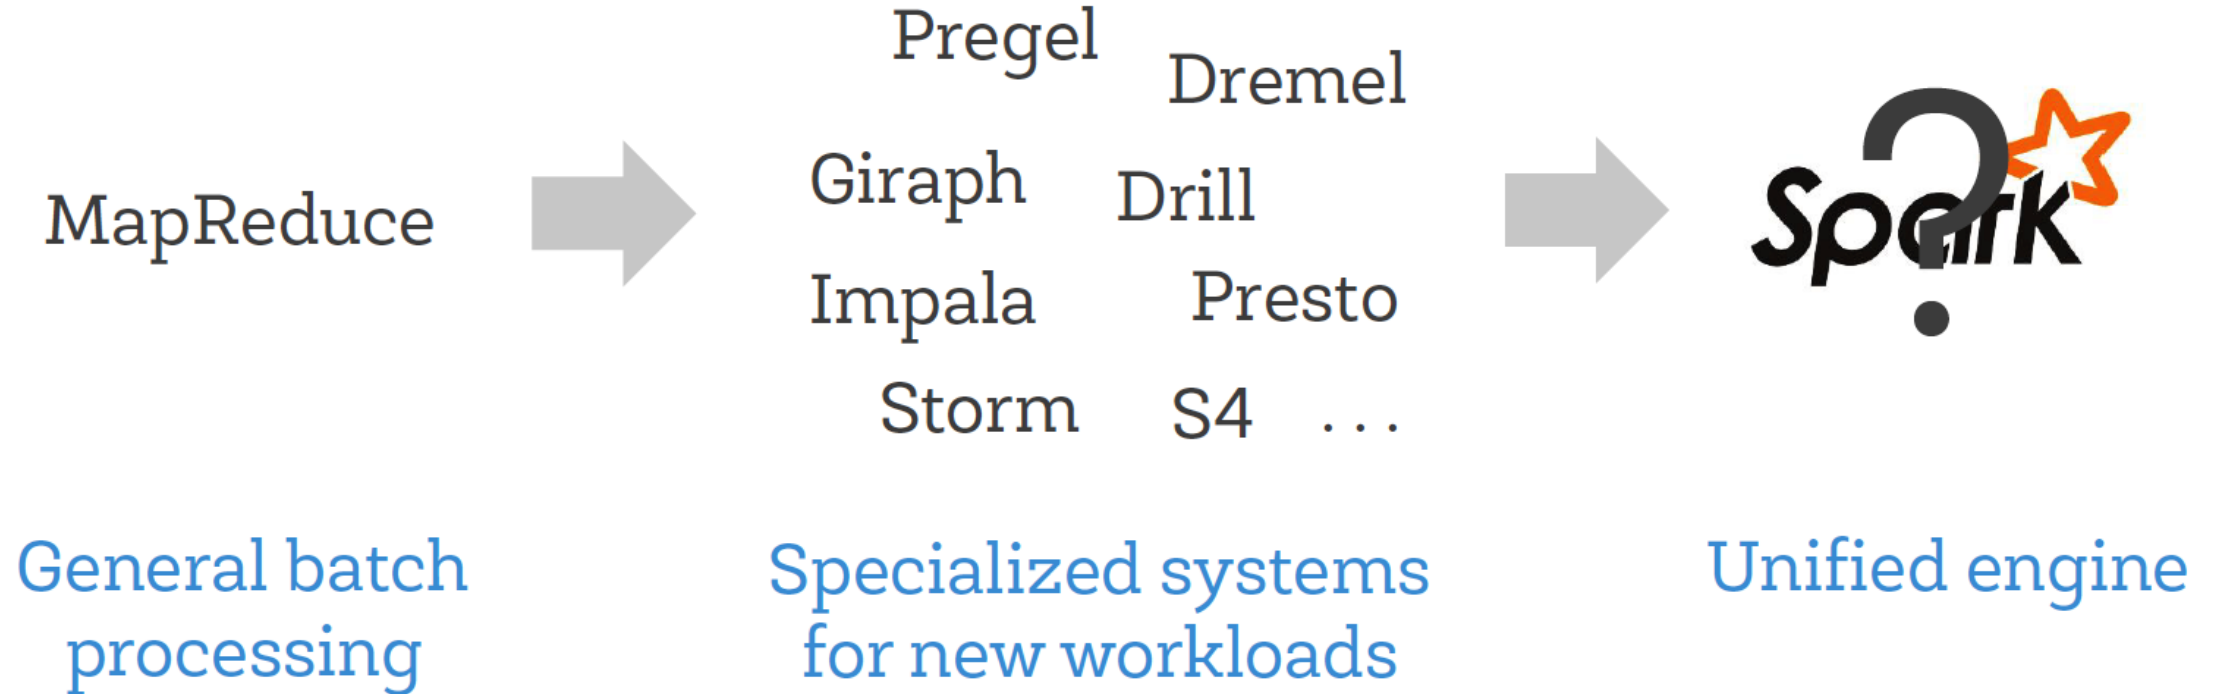 Pregel
Dremel
Giraph
Drill
MapReduce
Impala
Presto
Storm
S4 ...
Spark
?
General batch
processing
Specialized systems
for new workloads
Unified engine